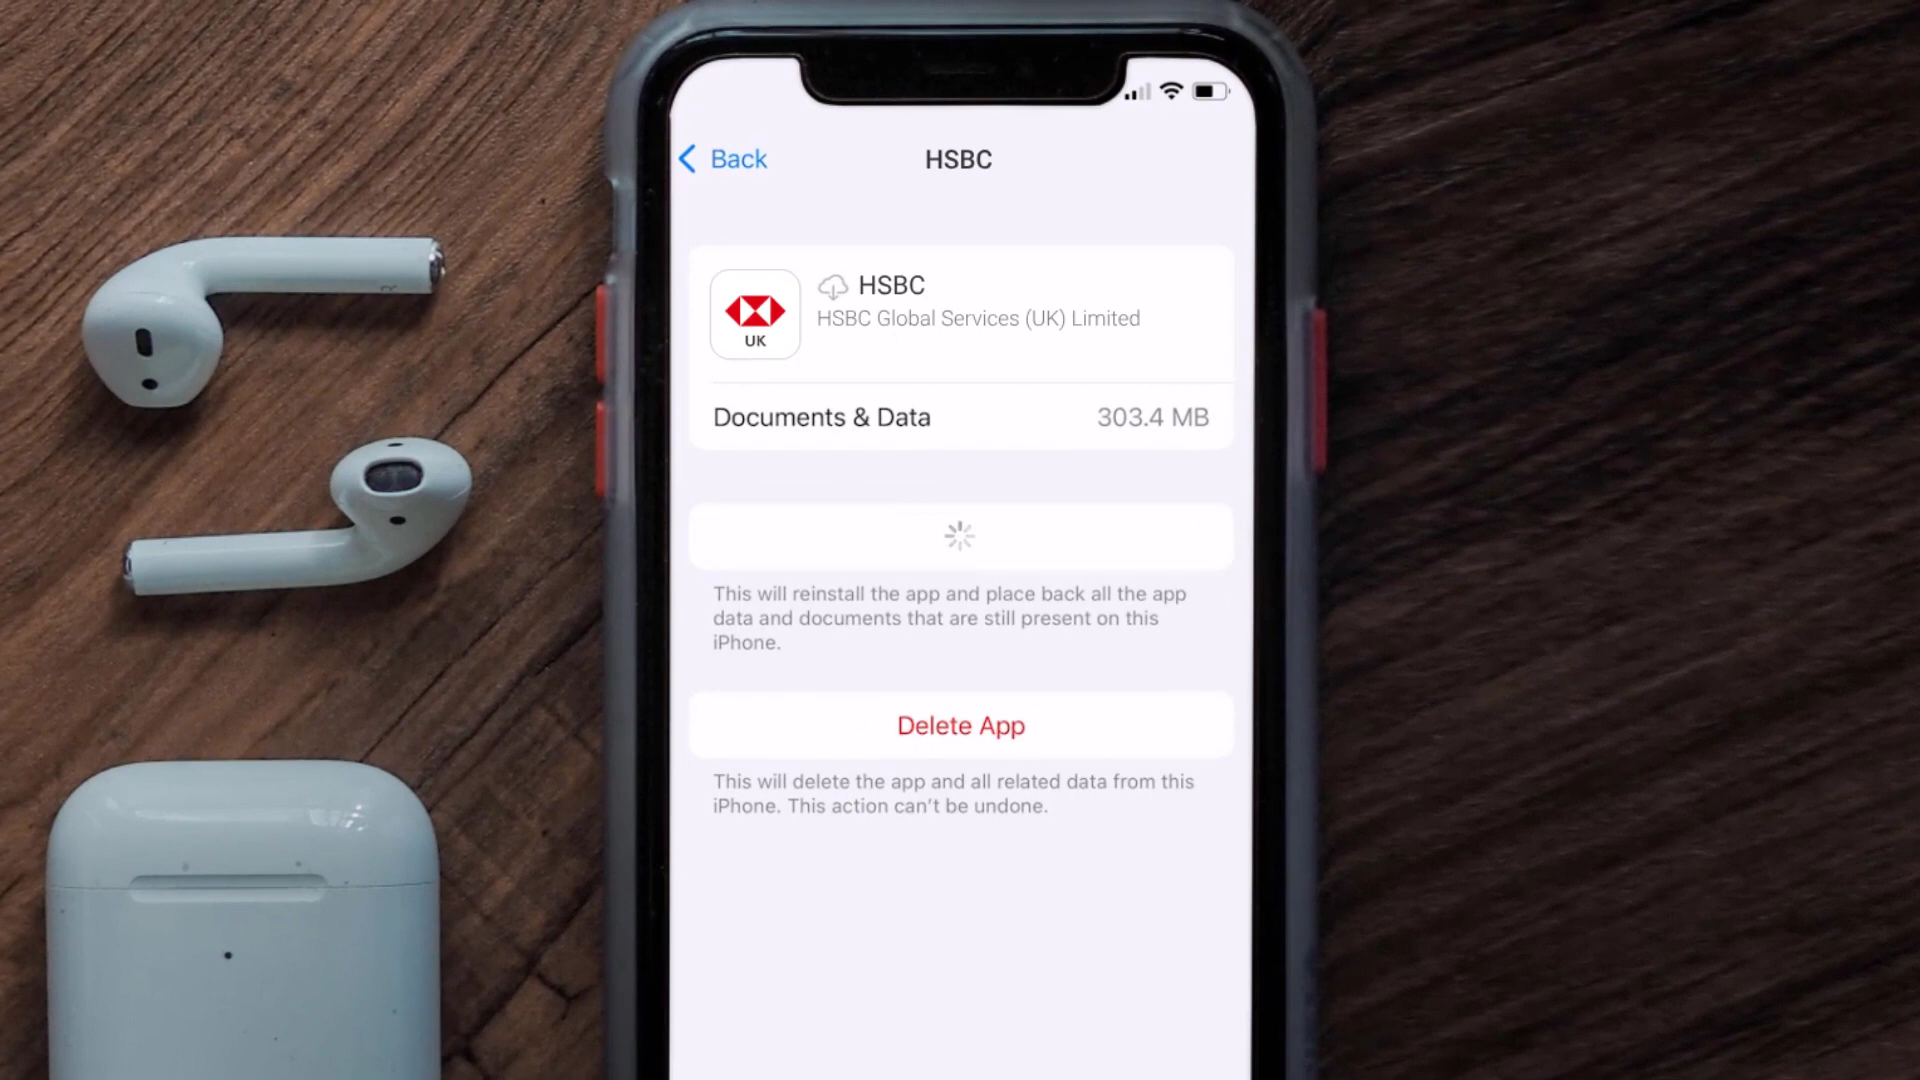 Back
HSBC
HSBC
HSBC Global Services (UK) Limited
UK
Documents & Data 303.4 MB
This will reinstall the app and place back all the app
data and documents that are still present on this
iPhone.
Delete App
This will delete the app and all related data from this
iPhone. This action can't be undone.